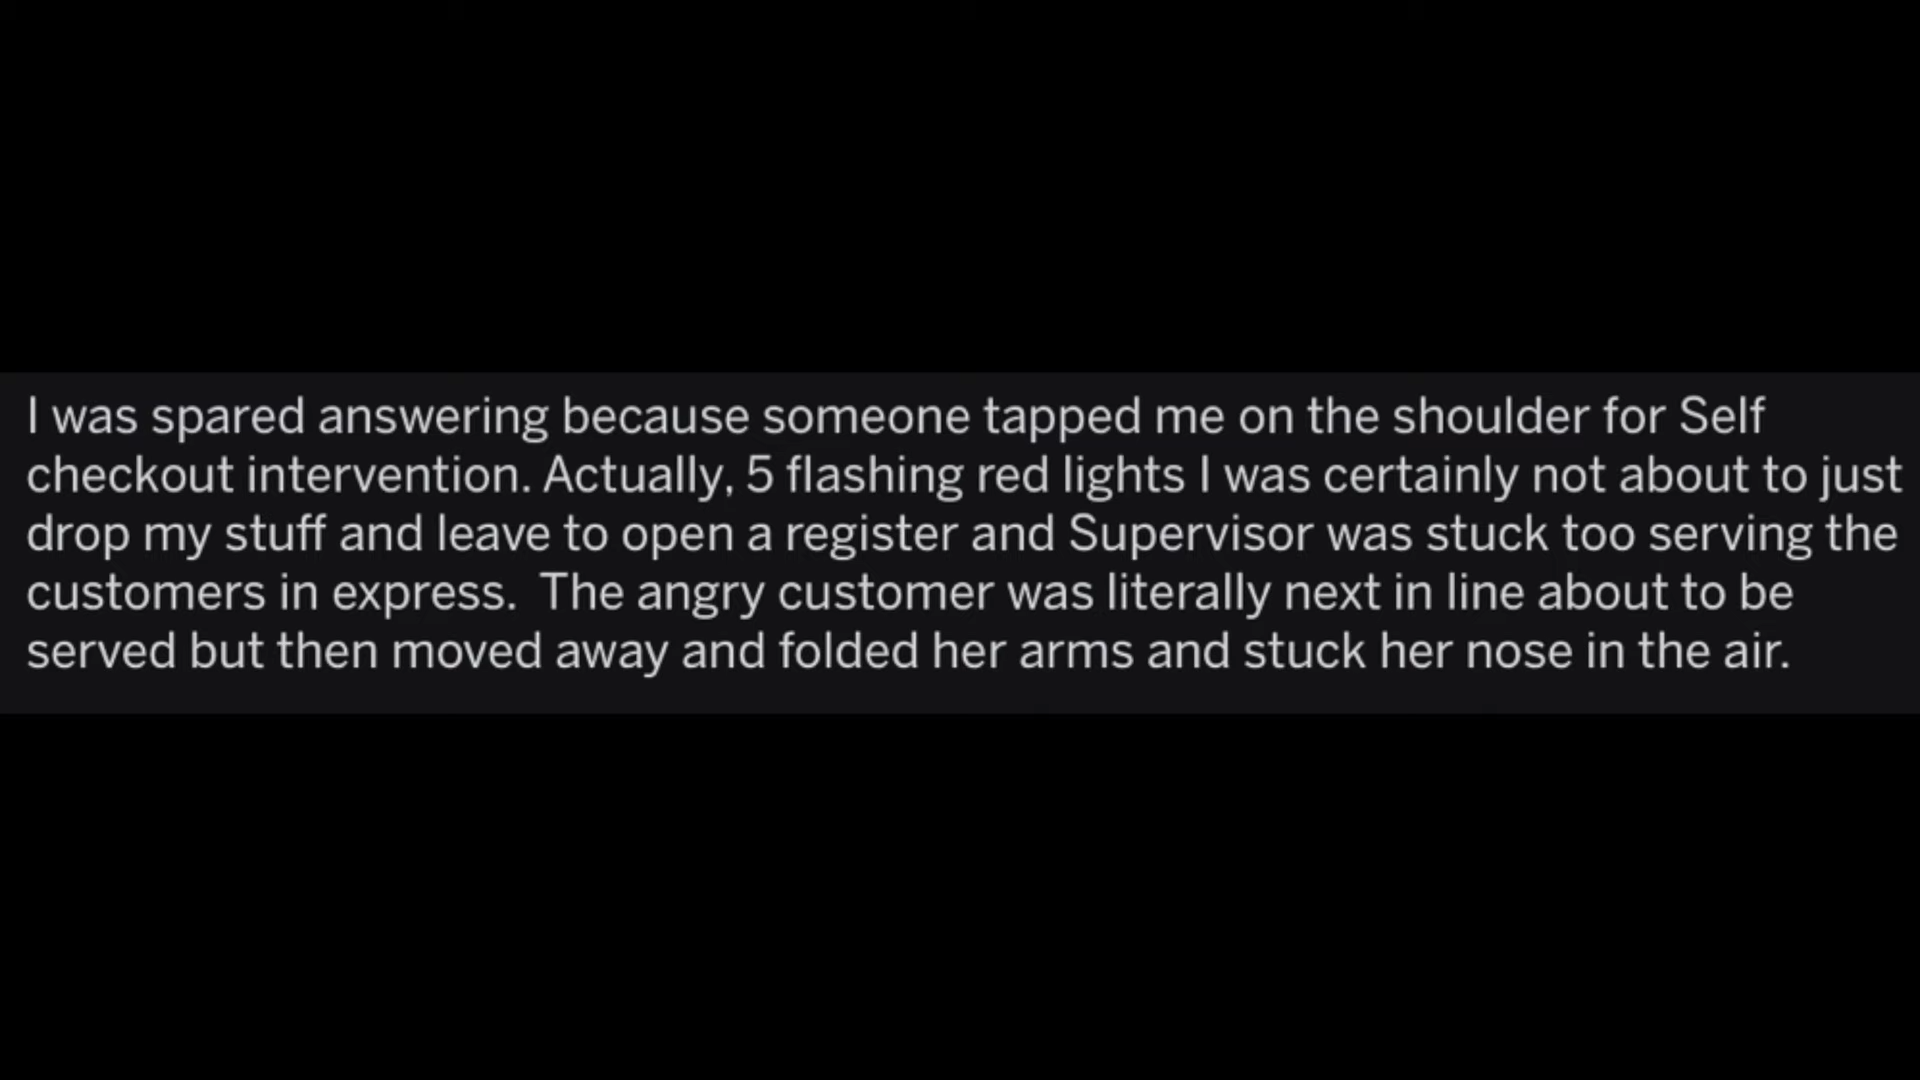 I was spared answering because someone tapped me on the shoulder for Self
checkout intervention. Actually, 5 flashing red lights I was certainly not about to just
drop my stuff and leave to open a register and Supervisor was stuck too serving the
customers in express.  The angry customer was literally next in line about to be
served but then moved away and folded her arms and stuck her nose in the air.